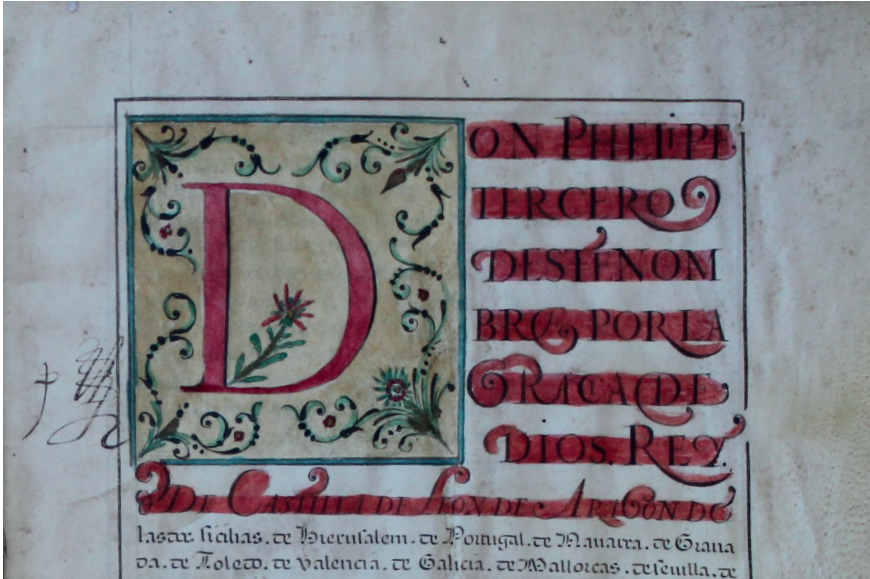 DON PHELIPE
TERCERO
DESTE NOM
BRE POR LA
GRACIA DE
DIOS. REY.
DE CASTILLA DE LEON DE ARAGON DE
las dos sicilias. de Hierusalem. de Portugal. de Navarra. de Grana
da. de Toledo. de Valencia. de Galicia. de Mallorcas. de sevilla. de